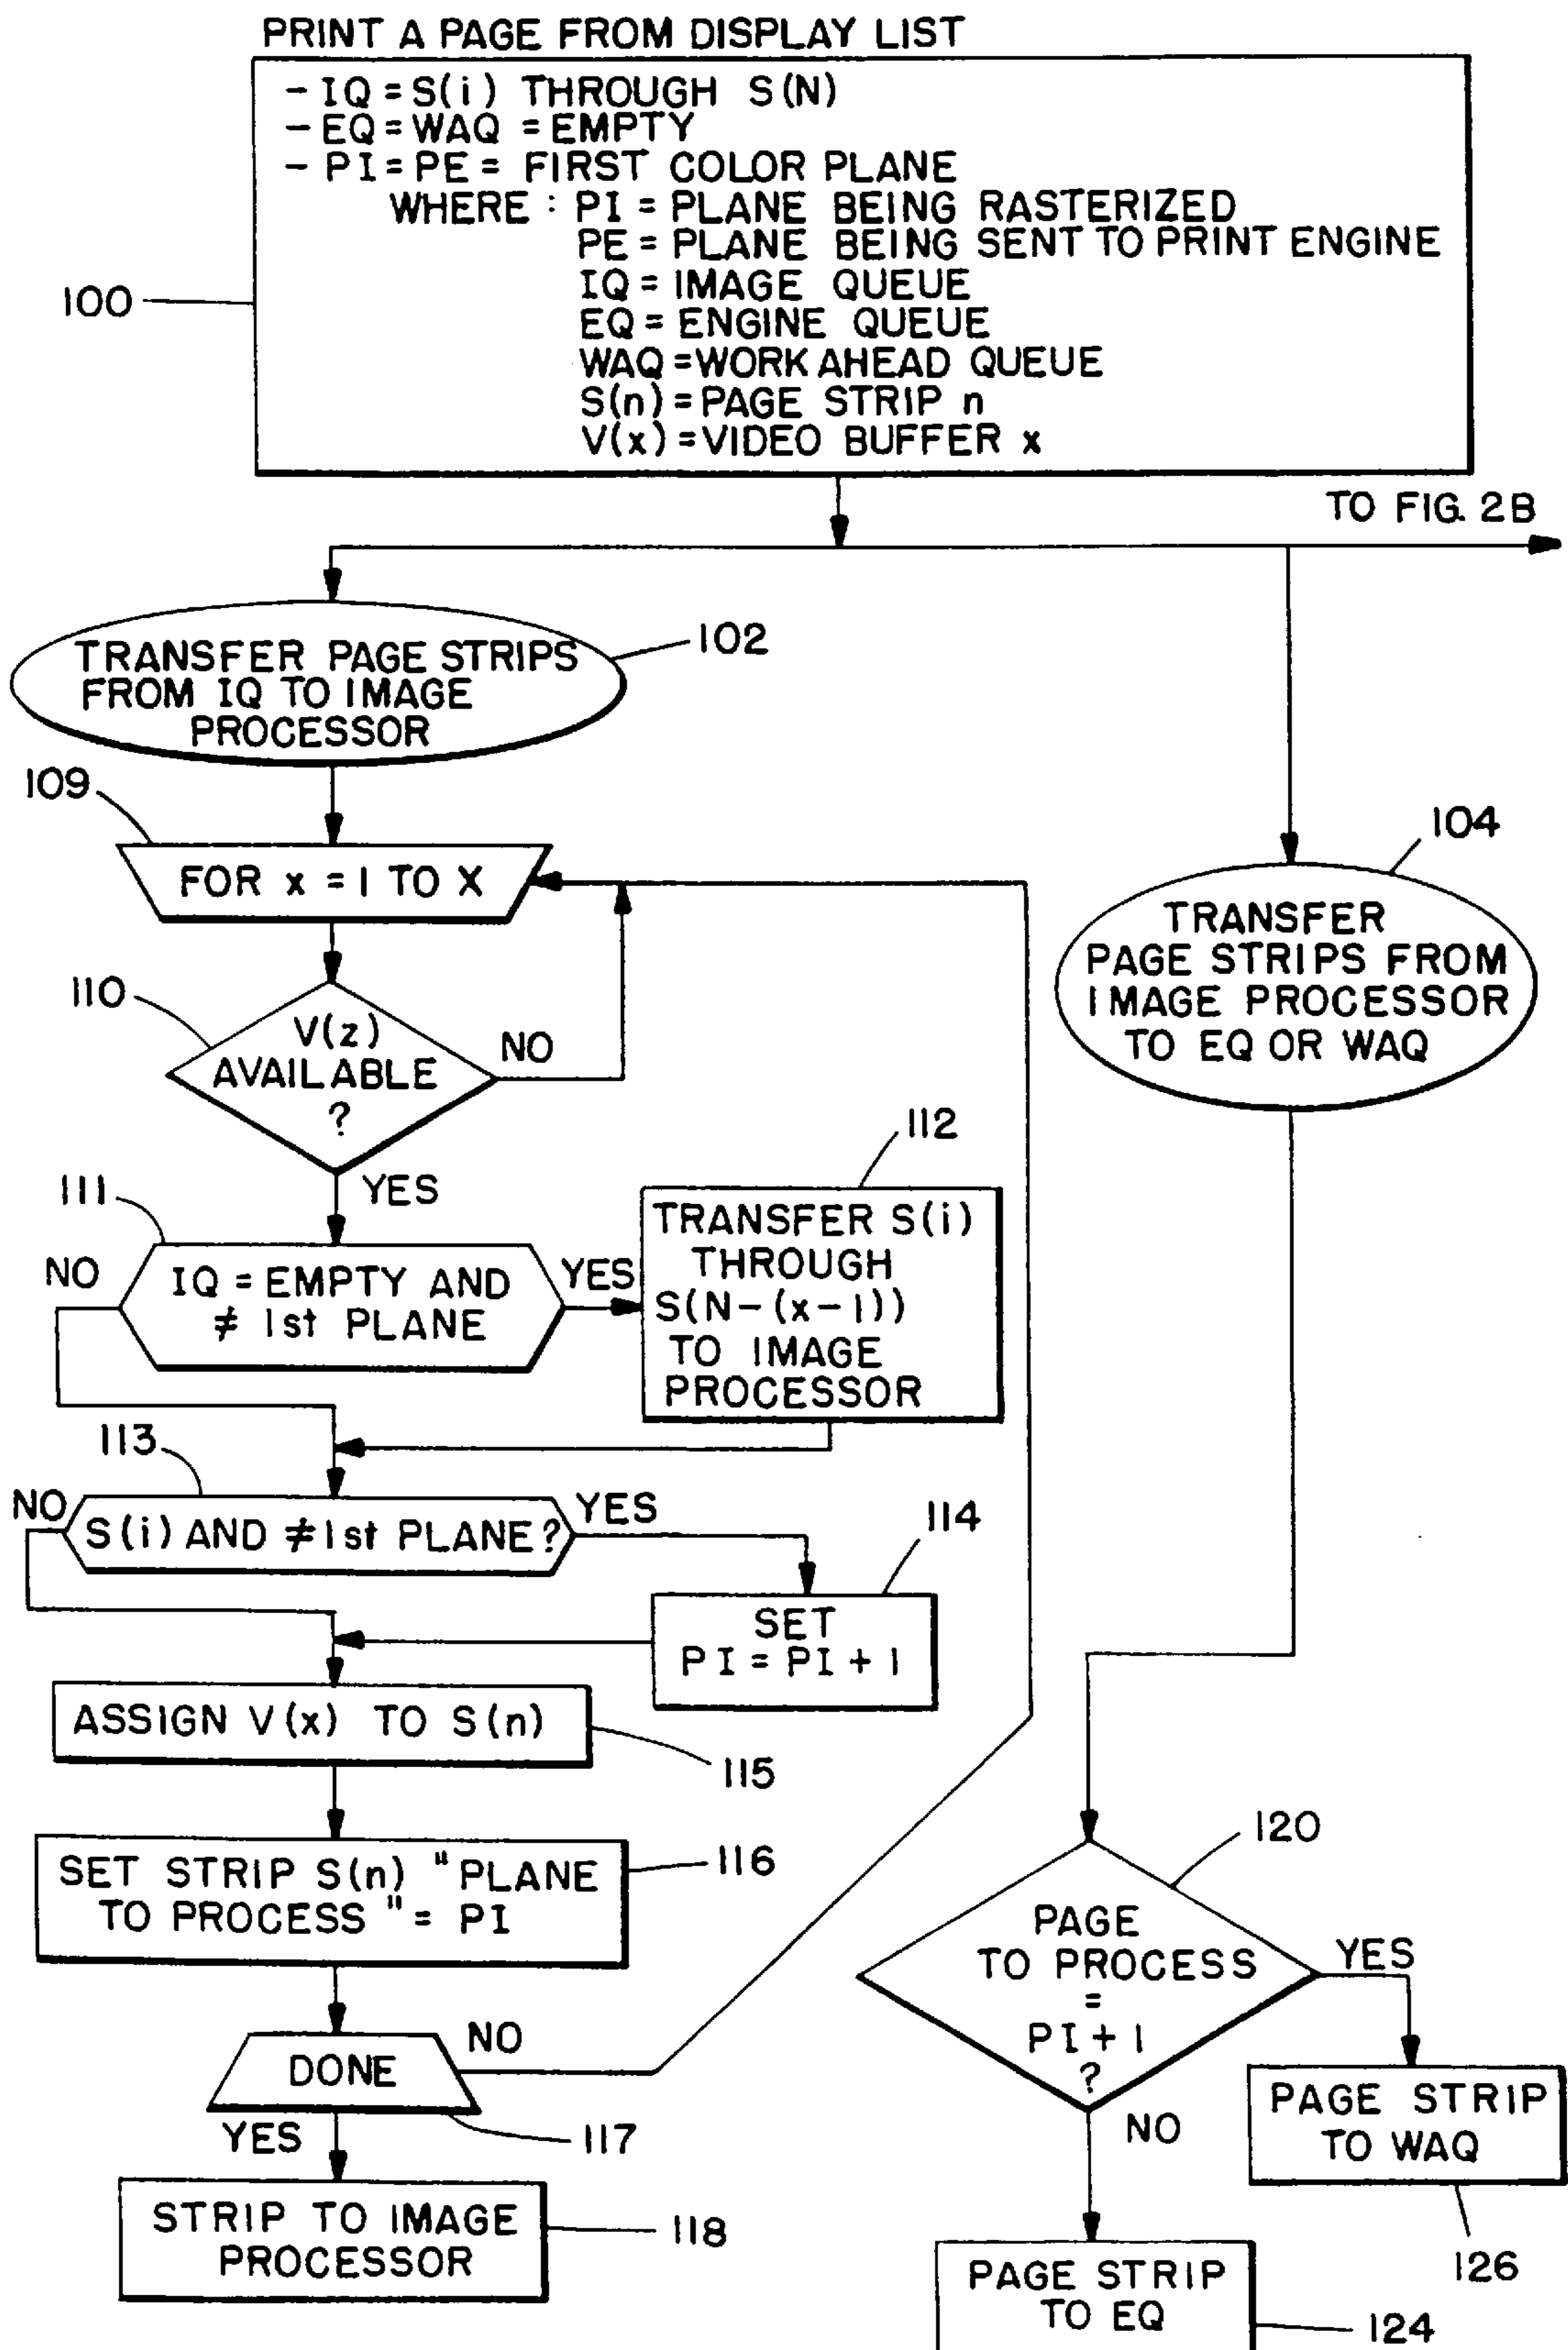 PRINT A PAGE FROM DISPLAY LIST
- IQ = S(i) THROUGH S(N)
- EQ = WAQ = EMPTY
- PI = PE = FIRST COLOR PLANE
WHERE : PI = PLANE BEING RASTERIZED
PE = PLANE BEING SENT TO PRINT ENGINE
IQ = IMAGE QUEUE
EQ = ENGINE QUEUE
WAQ = WORK AHEAD QUEUE
S(n) = PAGE STRIP n
V(x) = VIDEO BUFFER x
100
TO FIG. 2B
TRANSFER PAGE STRIPS
FROM IQ TO IMAGE
PROCESSOR
102
109
FOR x = 1 TO X
104
TRANSFER
PAGE STRIPS FROM
IMAGE PROCESSOR
TO EQ OR WAQ
110
V(z)
AVAILABLE
?
NO
YES
111
112
NO
IQ = EMPTY AND
≠ 1st PLANE
YES
TRANSFER S(i)
THROUGH
S(N-(x-1))
TO IMAGE
PROCESSOR
113
NO
S(i) AND ≠ 1st PLANE?
YES
114
SET
PI = PI + 1
ASSIGN V(x) TO S(n)
115
SET STRIP S(n) "PLANE
TO PROCESS" = PI
116
120
PAGE
TO PROCESS
=
PI + 1
?
YES
NO
DONE
NO
YES
117
PAGE STRIP
TO WAQ
126
STRIP TO IMAGE
PROCESSOR
118
PAGE STRIP
TO EQ
124